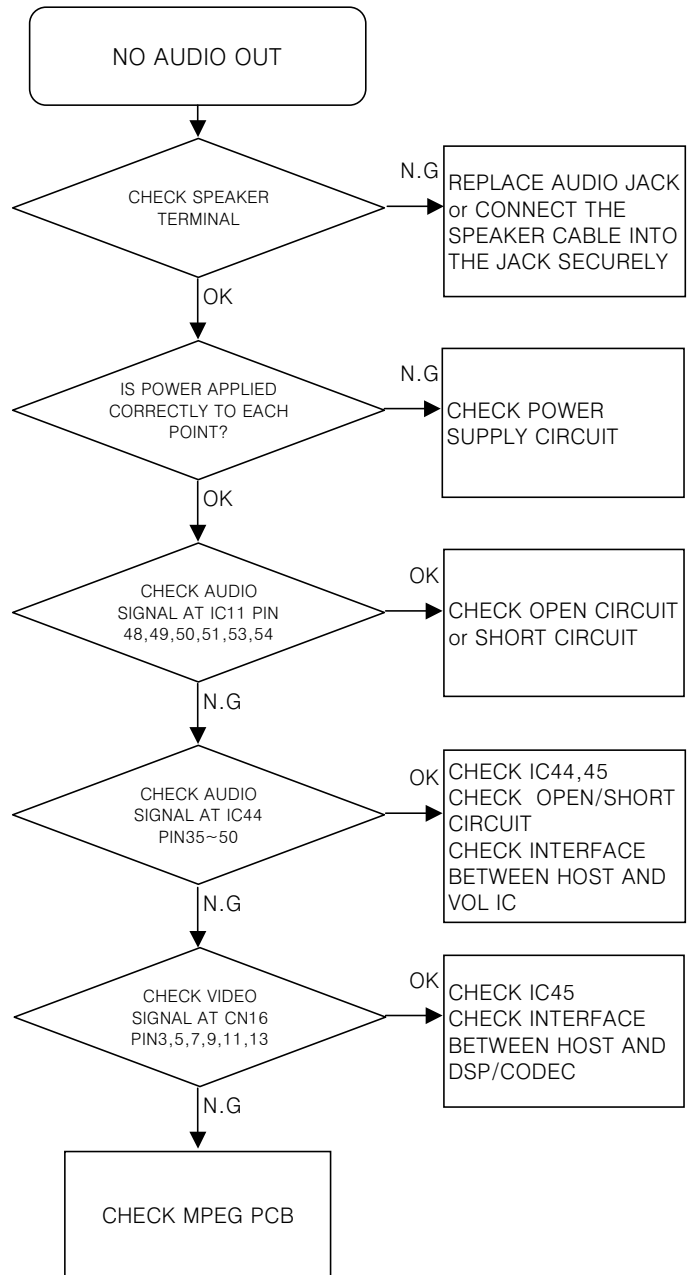 NO AUDIO OUT
CHECK SPEAKER
TERMINAL
N.G
REPLACE AUDIO JACK
or CONNECT THE
SPEAKER CABLE INTO
THE JACK SECURELY
OK
IS POWER APPLIED
CORRECTLY TO EACH
POINT?
N.G
CHECK POWER
SUPPLY CIRCUIT
OK
CHECK AUDIO
SIGNAL AT IC11 PIN
48,49,50,51,53,54
OK
CHECK OPEN CIRCUIT
or SHORT CIRCUIT
N.G
CHECK AUDIO
SIGNAL AT IC44
PIN35~50
OK
CHECK IC44,45
CHECK OPEN/SHORT
CIRCUIT
CHECK INTERFACE
BETWEEN HOST AND
VOL IC
N.G
CHECK VIDEO
SIGNAL AT CN16
PIN3,5,7,9,11,13
OK
CHECK IC45
CHECK INTERFACE
BETWEEN HOST AND
DSP/CODEC
N.G
CHECK MPEG PCB